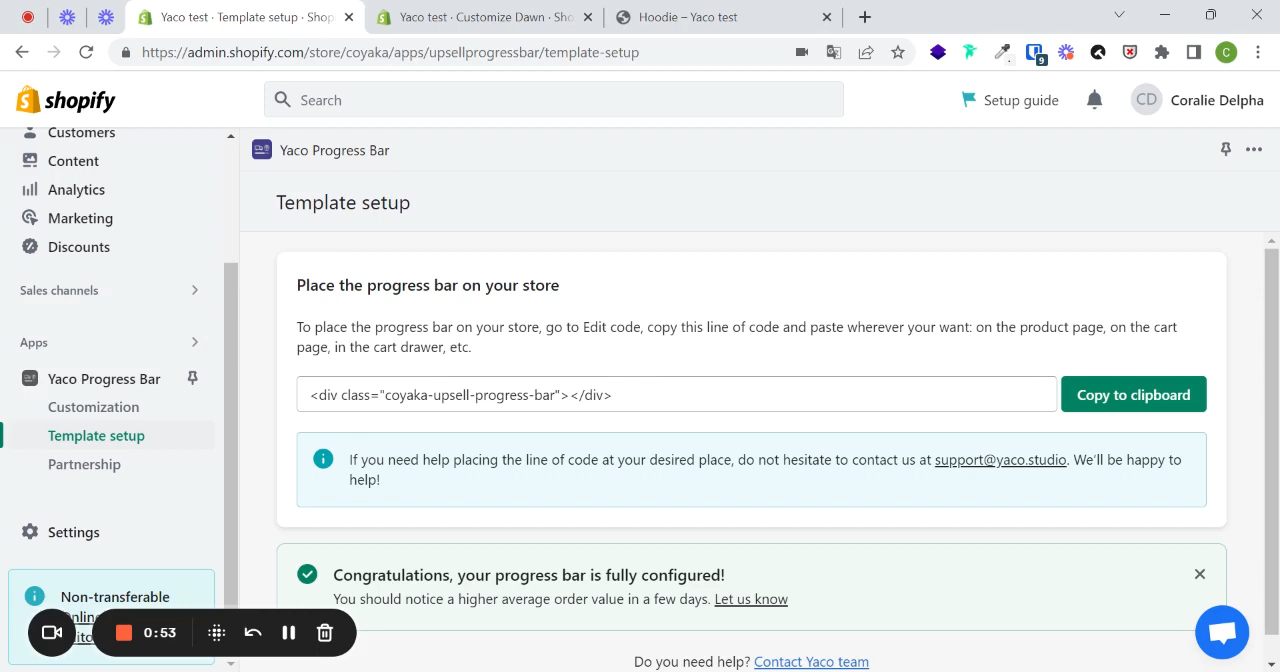 Yaco test · Template setup · Shop
Yaco test · Customize Dawn · Sho
Hoodie – Yaco test
https://admin.shopify.com/store/coyaka/apps/upsellprogressbar/template-setup
9
C
shopify
Search
Setup guide
CD
Coralie Delpha
Customers
Content
Analytics
Marketing
Discounts
Sales channels
Apps
Yaco Progress Bar
Customization
Template setup
Partnership
Settings
Non-transferable
Yaco Progress Bar
Template setup
Place the progress bar on your store
To place the progress bar on your store, go to Edit code, copy this line of code and paste wherever your want: on the product page, on the cart
page, in the cart drawer, etc.
<div class="coyaka-upsell-progress-bar"></div>
Copy to clipboard
If you need help placing the line of code at your desired place, do not hesitate to contact us at support@yaco.studio. We'll be happy to
help!
Congratulations, your progress bar is fully configured!
You should notice a higher average order value in a few days. Let us know
Do you need help? Contact Yaco team
0:53